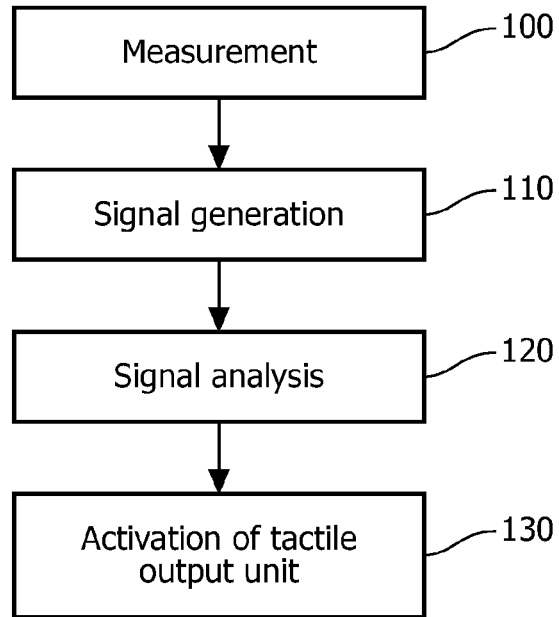 Measurement
100
Signal generation
110
Signal analysis
120
Activation of tactile
output unit
130